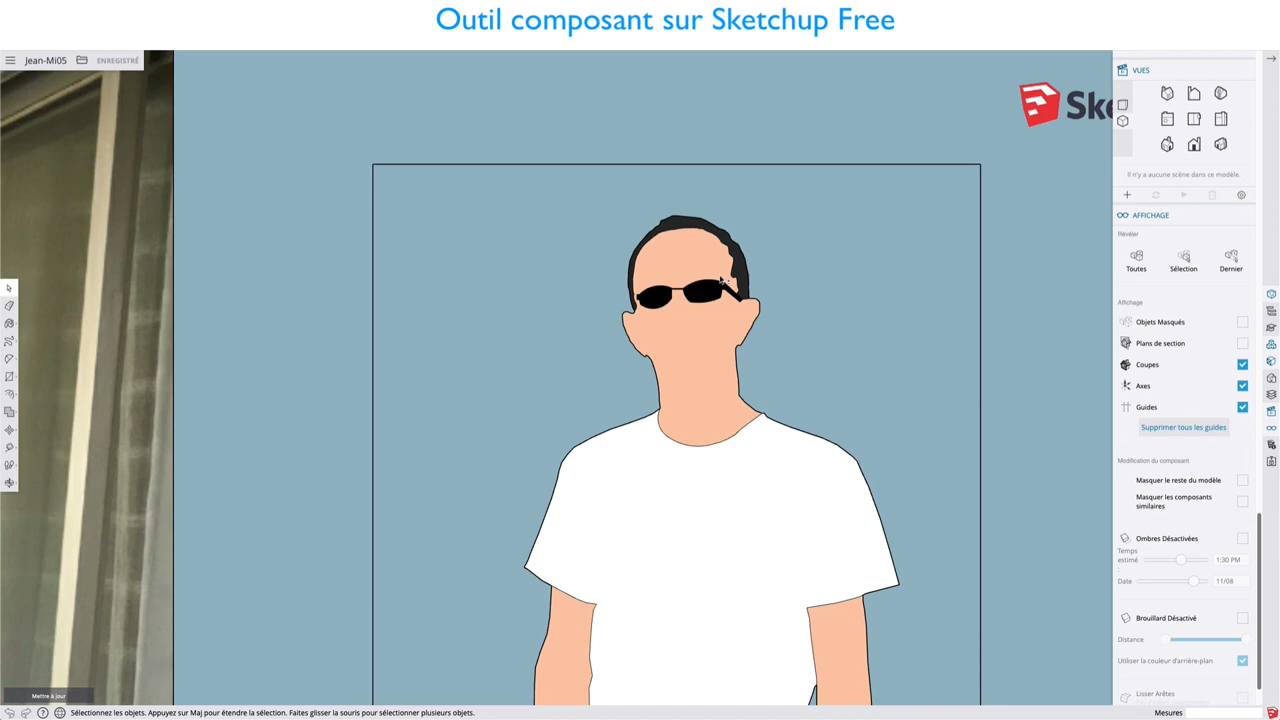 Outil composant sur Sketchup Free
Jean-Mi05
ENREGISTRÉ
VUES
Il n'y a aucune scène dans ce modèle.
AFFICHAGE
Révéler
Toutes
Sélection
Dernier
Affichage
Objets Masqués
Plans de section
Coupes
Axes
Guides
Supprimer tous les guides
Modification du composant
Masquer le reste du modèle
Masquer les composants
similaires
Ombres Désactivées
Temps
estimé
:
1:30 PM
Date
11/08
Brouillard Désactivé
Distance
Utiliser la couleur d'arrière-plan
Lisser Arêtes
Mettre à jour
Sélectionnez les objets. Appuyez sur Maj pour étendre la sélection. Faites glisser la souris pour sélectionner plusieurs objets.
Mesures